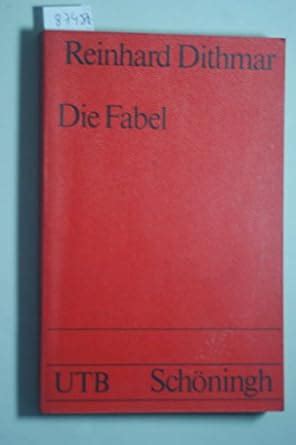 Reinhard Dithmar
Die Fabel
UTB Schöningh